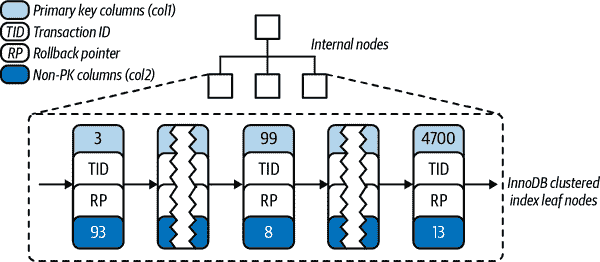 Primary key columns (col1)
TID Transaction ID
RP Rollback pointer
Non-PK columns (col2)
Internal nodes
3 99 4700
TID TID TID
RP RP RP
93 8 13
InnoDB clustered
index leaf nodes